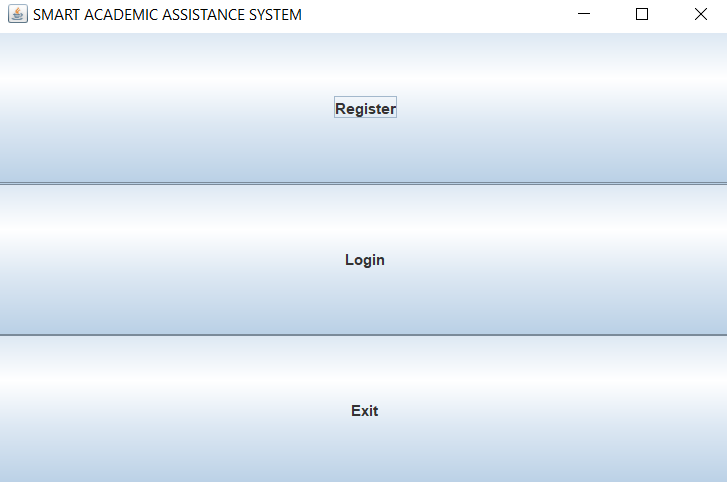 SMART ACADEMIC ASSISTANCE SYSTEM
Register
Login
Exit